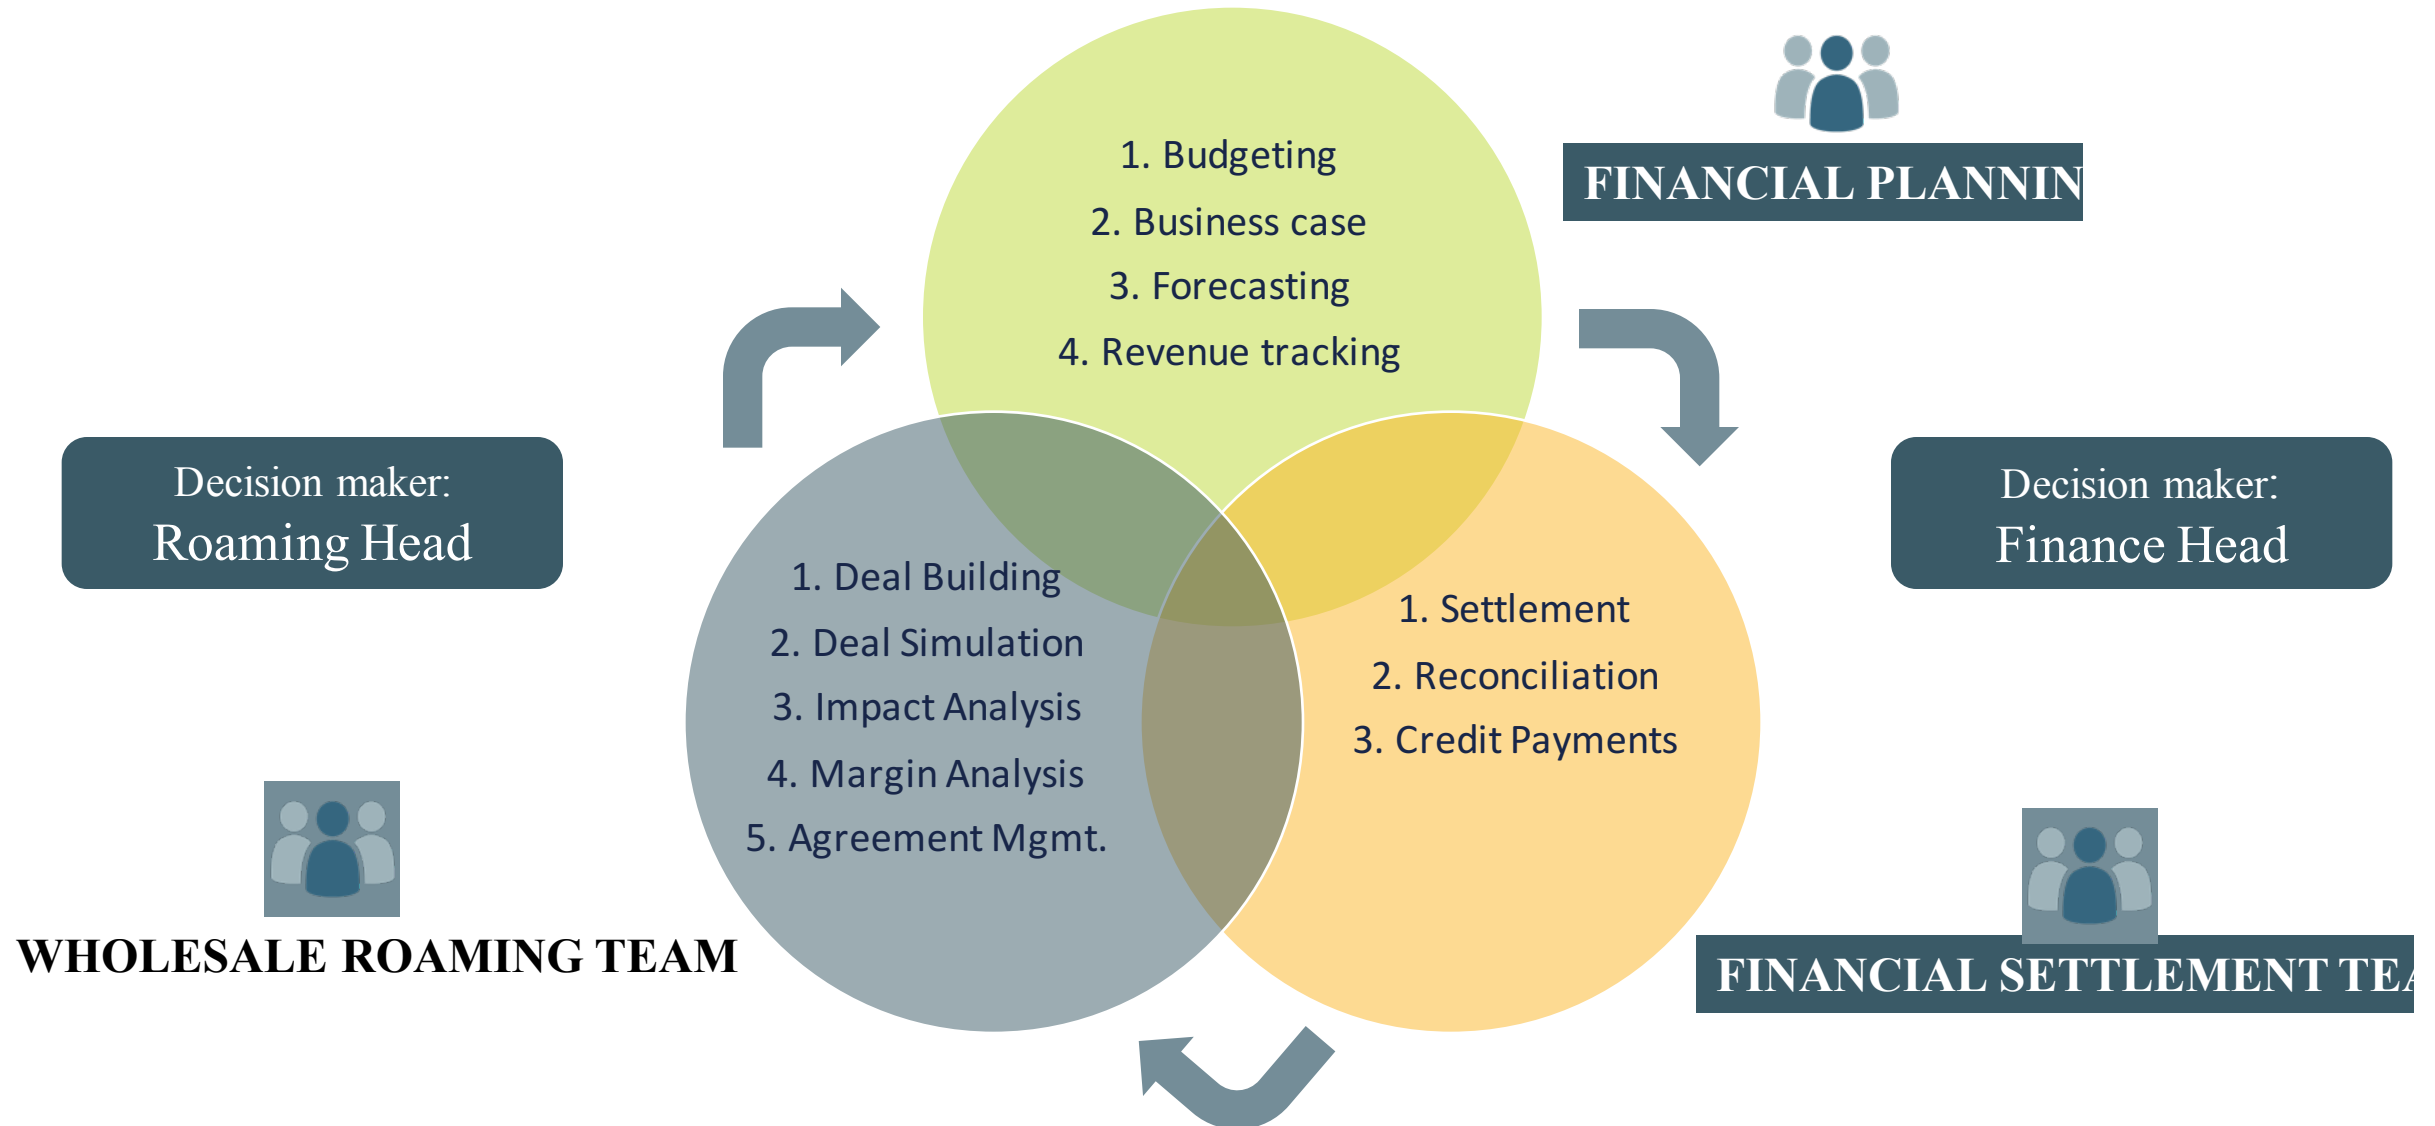 1. Budgeting
2. Business case
3. Forecasting
4. Revenue tracking
FINANCIAL PLANNIN
Decision maker:
Roaming Head
Decision maker:
Finance Head
1. Deal Building
2. Deal Simulation
3. Impact Analysis
4. Margin Analysis
5. Agreement Mgmt.
1. Settlement
2. Reconciliation
3. Credit Payments
WHOLESALE ROAMING TEAM
FINANCIAL SETTLEMENT TEA